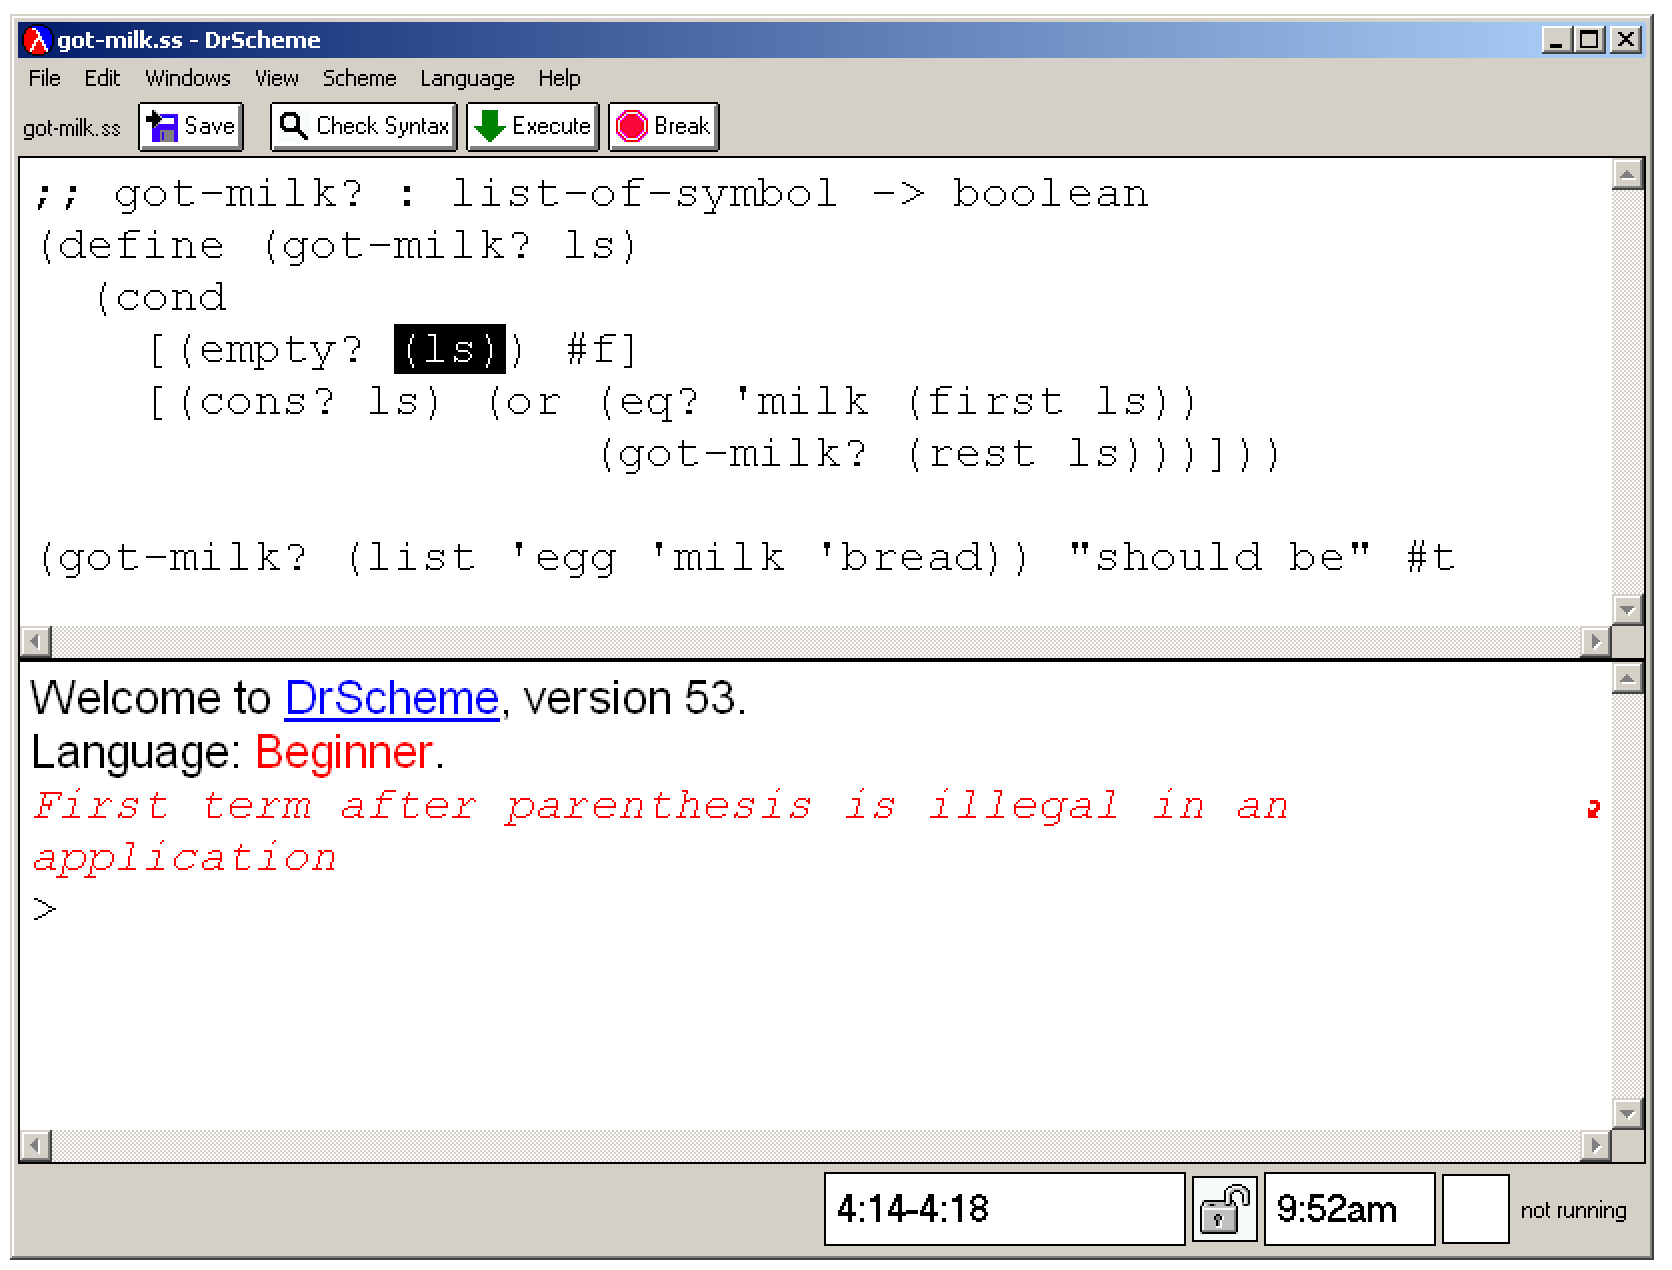 got-milk.ss - DrScheme
File Edit Windows View Scheme Language Help
got-milk.ss Save Check Syntax Execute Break
;; got-milk? : list-of-symbol -> boolean
(define (got-milk? ls)
  (cond
    [(empty? (ls)) #f]
    [(cons? ls) (or (eq? 'milk (first ls))
                    (got-milk? (rest ls)))]))
(got-milk? (list 'egg 'milk 'bread)) "should be" #t
Welcome to DrScheme, version 53.
Language: Beginner.
First term after parenthesis is illegal in an
application
>
4:14-4:18 9:52am not running